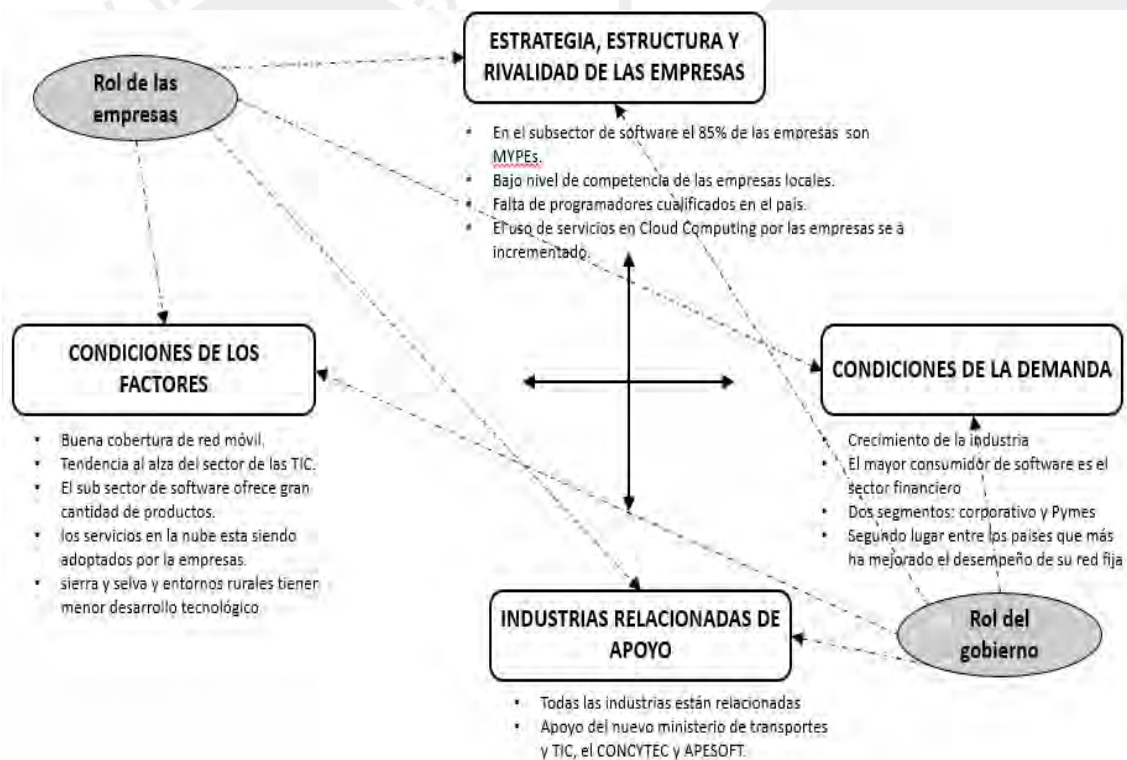 ESTRATEGIA, ESTRUCTURA Y
RIVALIDAD DE LAS EMPRESAS
Rol de las
empresas
• En el subsector de software el 85% de las empresas son
MYPEs.
• Bajo nivel de competencia de las empresas locales.
• Falta de programadores cualificados en el país.
• El uso de servicios en Cloud Computing por las empresas se a
incrementado.
CONDICIONES DE LOS
FACTORES
• Buena cobertura de red móvil.
• Tendencia al alza del sector de las TIC.
• El sub sector de software ofrece gran
cantidad de productos.
• los servicios en la nube esta siendo
adoptados por la empresas.
• sierra y selva y entornos rurales tienen
menor desarrollo tecnológico
CONDICIONES DE LA DEMANDA
• Crecimiento de la industria
• El mayor consumidor de software es el
sector financiero
• Dos segmentos: corporativo y Pymes
• Segundo lugar entre los países que más
ha mejorado el desempeño de su red fija
INDUSTRIAS RELACIONADAS DE
APOYO
• Todas las industrias están relacionadas
• Apoyo del nuevo ministerio de transportes
y TIC, el CONCYTEC y APESOFT.
Rol del
gobierno